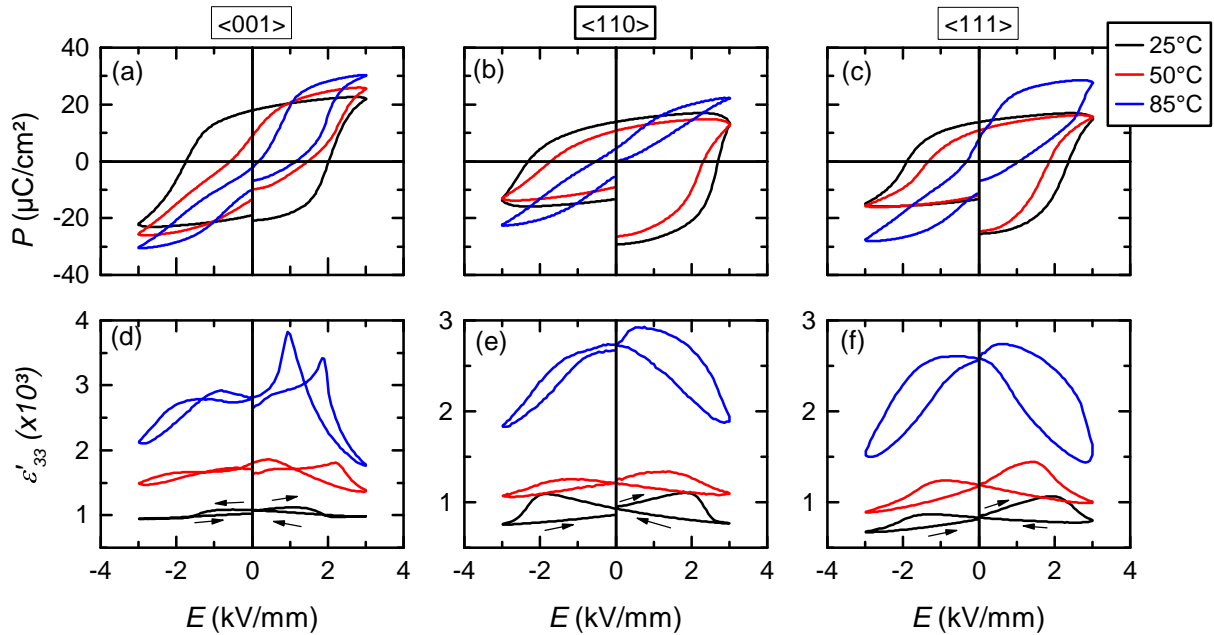 <001>
<110>
<111>
25°C
50°C
85°C
(a)
(b)
(c)
40
20
0
-20
-40
P (µC/cm²)
(d)
(e)
(f)
4
3
2
1
3
2
1
3
2
1
ε'33 (x10³)
-4 -2 0 2 4
-4 -2 0 2 4
-4 -2 0 2 4
E (kV/mm)
E (kV/mm)
E (kV/mm)